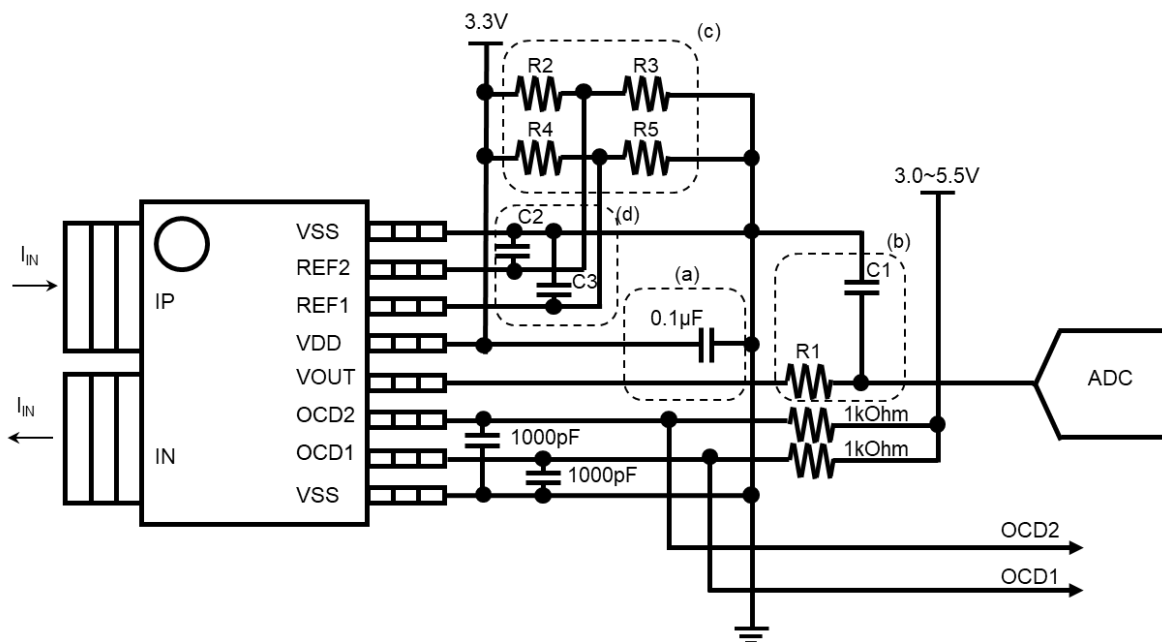 3.3V
(c)
R2
R3
R4
R5
3.0~5.5V
(d)
C2
C3
(b)
C1
(a)
0.1µF
R1
I_IN
IP
VSS
REF2
REF1
VDD
VOUT
OCD2
OCD1
VSS
I_IN
IN
1000pF
1000pF
1kOhm
1kOhm
ADC
OCD2
OCD1